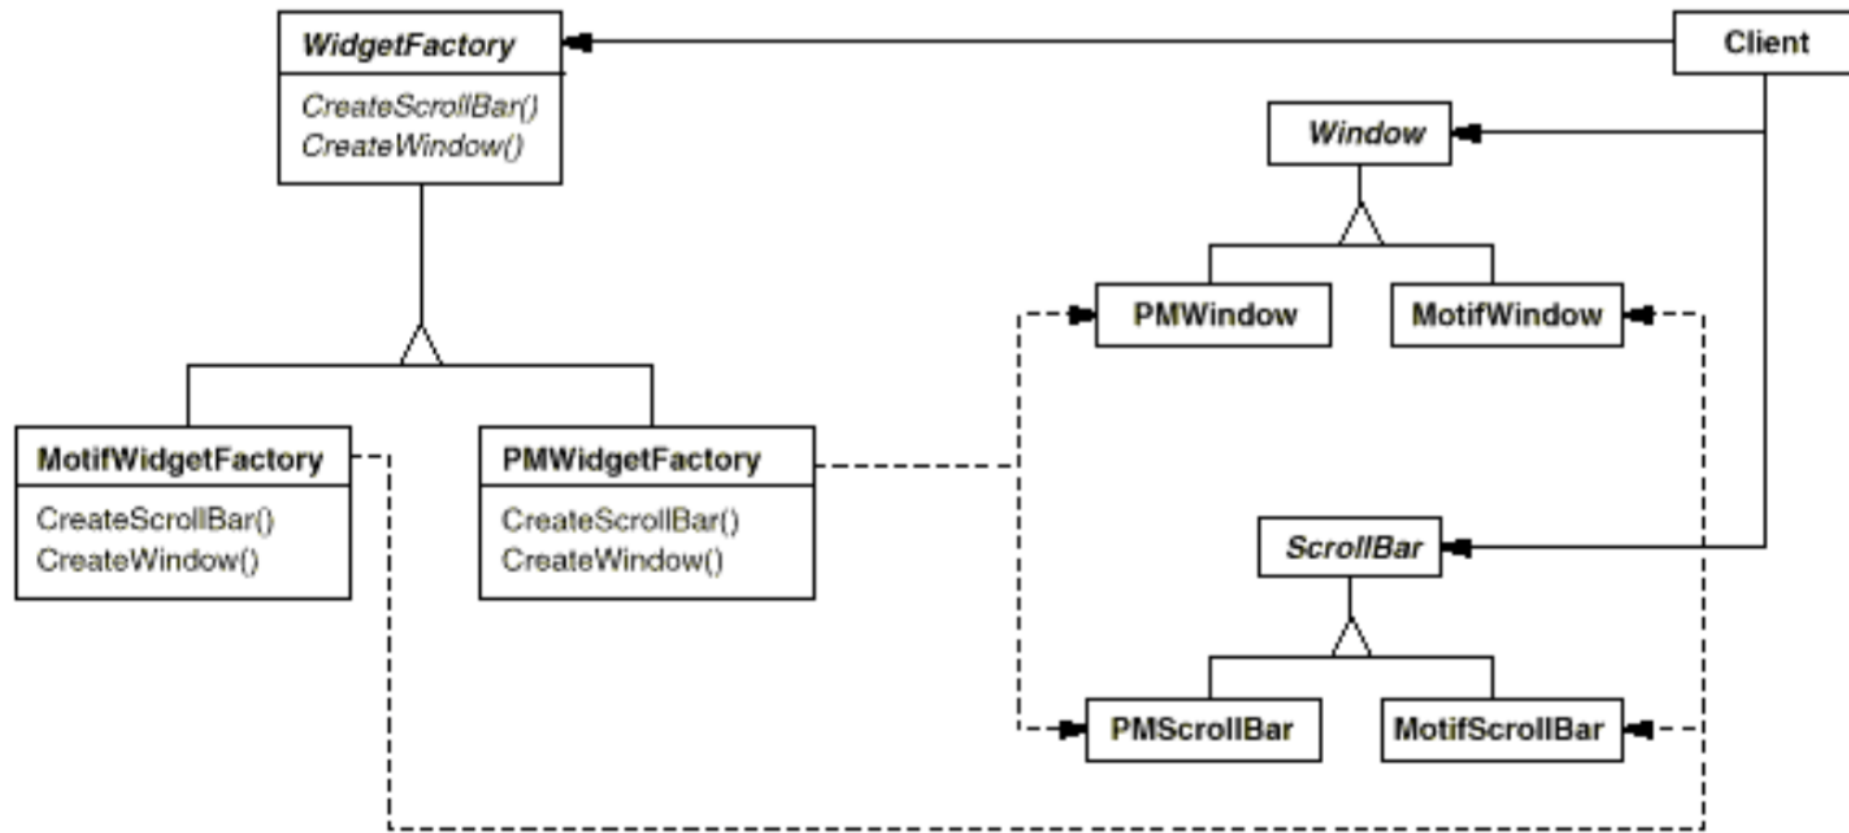 WidgetFactory
CreateScrollBar()
CreateWindow()
Client
Window
PMWindow
MotifWindow
MotifWidgetFactory
CreateScrollBar()
CreateWindow()
PMWidgetFactory
CreateScrollBar()
CreateWindow()
ScrollBar
PMScrollBar
MotifScrollBar